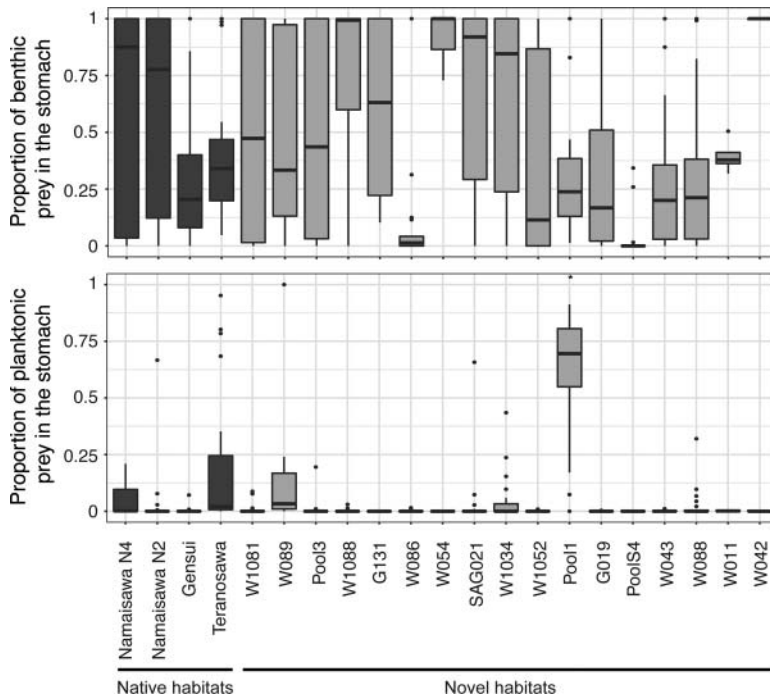 Proportion of benthic
prey in the stomach
1
0.75
0.5
0.25
0
Proportion of planktonic
prey in the stomach
1
0.75
0.5
0.25
0
Namaisawa N4
Namaisawa N2
Gensui
Teranosawa
W1081
W089
Pool3
W1088
G131
W086
W054
SAG021
W1034
W1052
Pool1
G019
PoolS4
W043
W088
W011
W042
Native habitats
Novel habitats